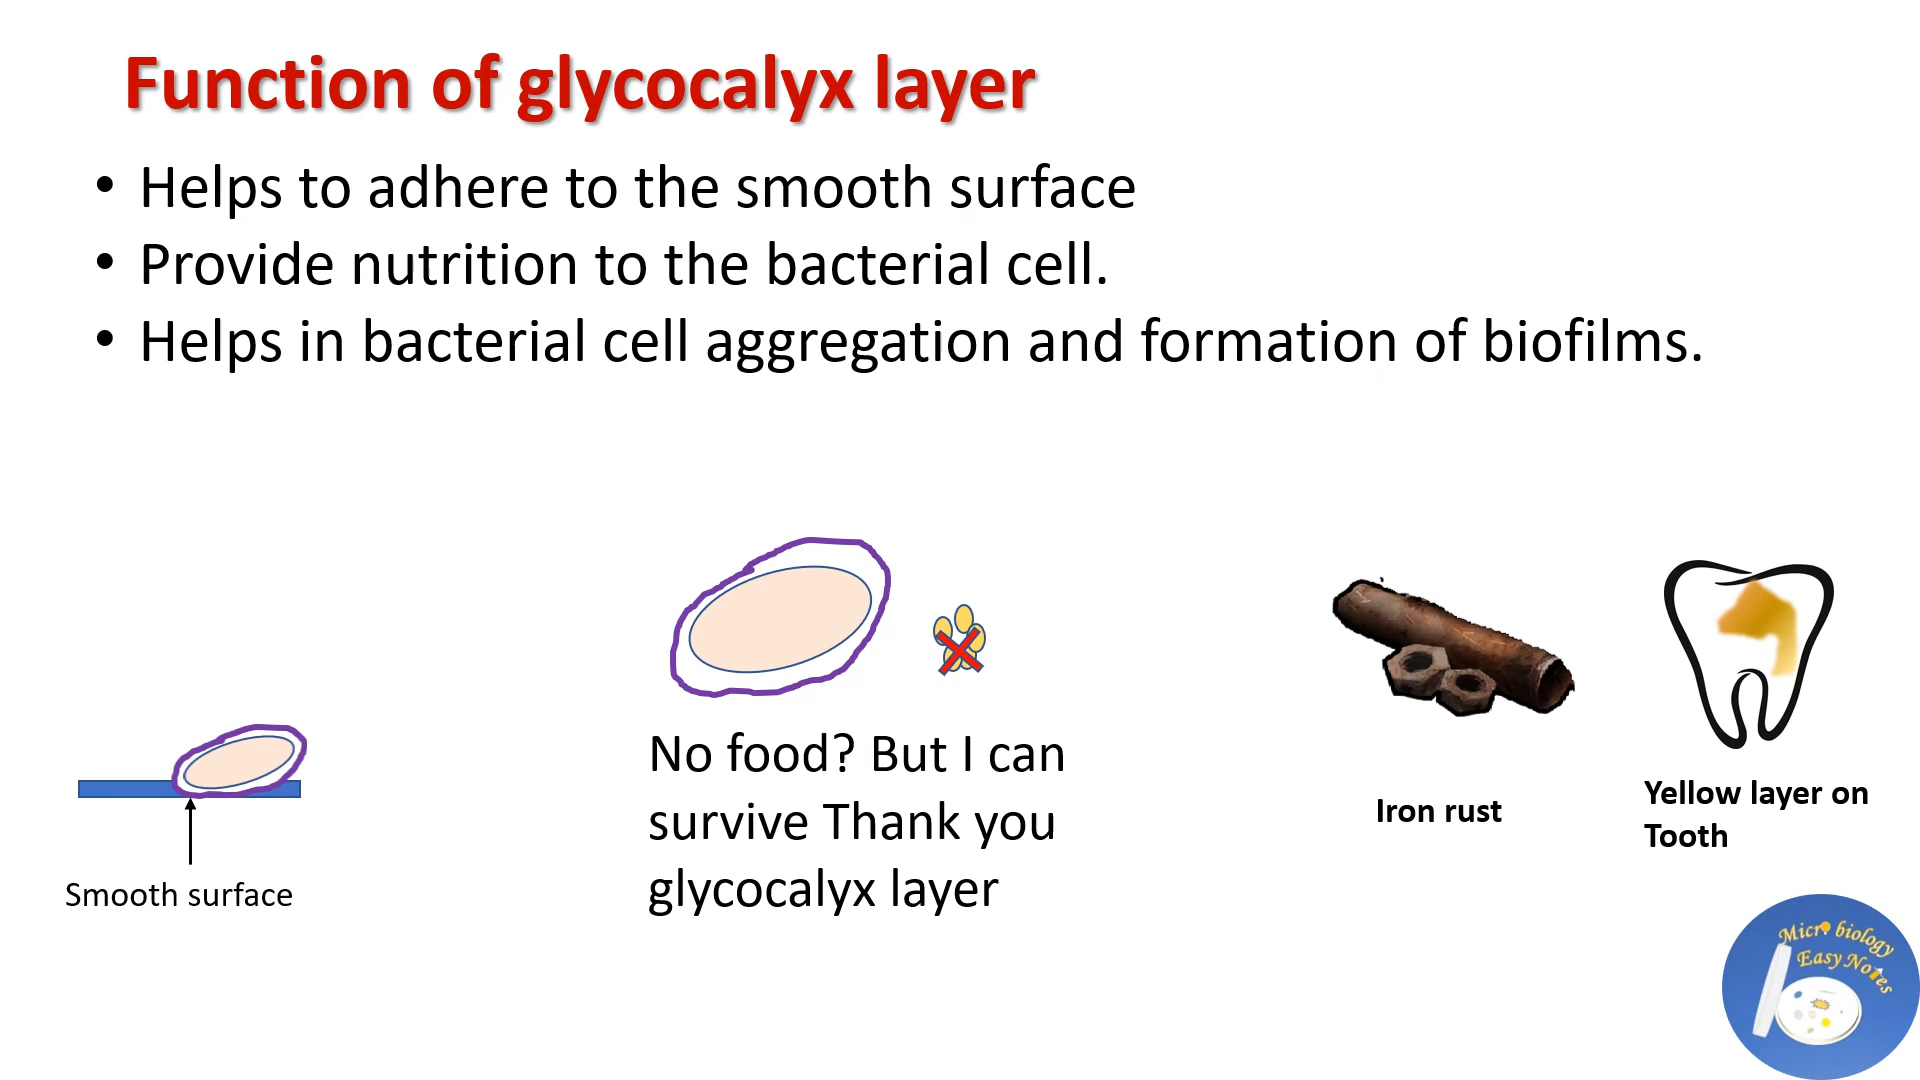 Function of glycocalyx layer
• Helps to adhere to the smooth surface
• Provide nutrition to the bacterial cell.
• Helps in bacterial cell aggregation and formation of biofilms.
Smooth surface
No food? But I can
survive Thank you
glycocalyx layer
Iron rust
Yellow layer on
Tooth
Micro biology
Easy Notes